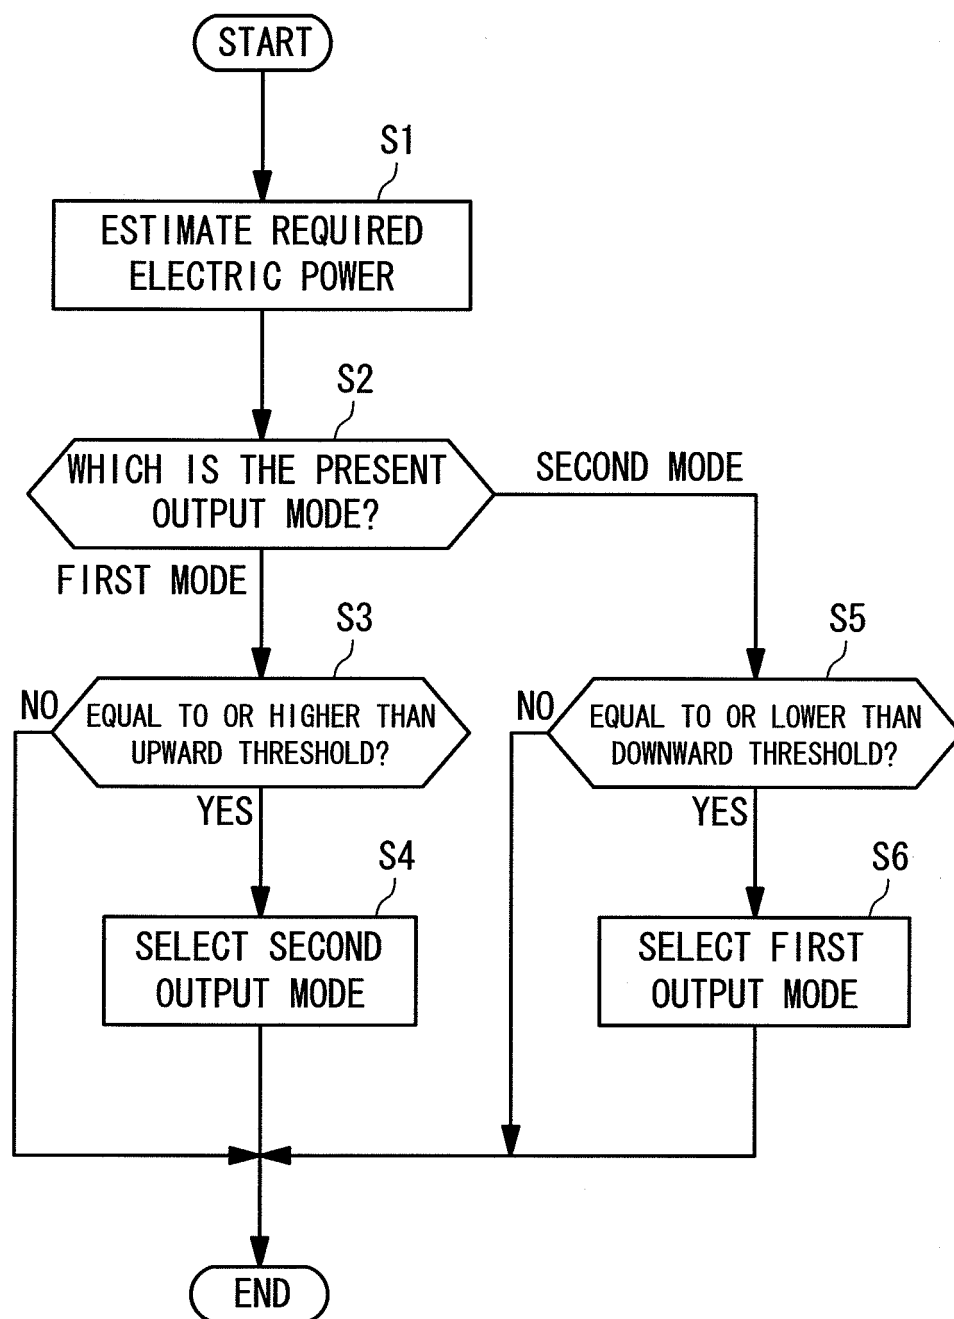 START
S1
ESTIMATE REQUIRED
ELECTRIC POWER
S2
WHICH IS THE PRESENT
OUTPUT MODE?
SECOND MODE
FIRST MODE
S3
NO
EQUAL TO OR HIGHER THAN
UPWARD THRESHOLD?
YES
S4
SELECT SECOND
OUTPUT MODE
S5
NO
EQUAL TO OR LOWER THAN
DOWNWARD THRESHOLD?
YES
S6
SELECT FIRST
OUTPUT MODE
END